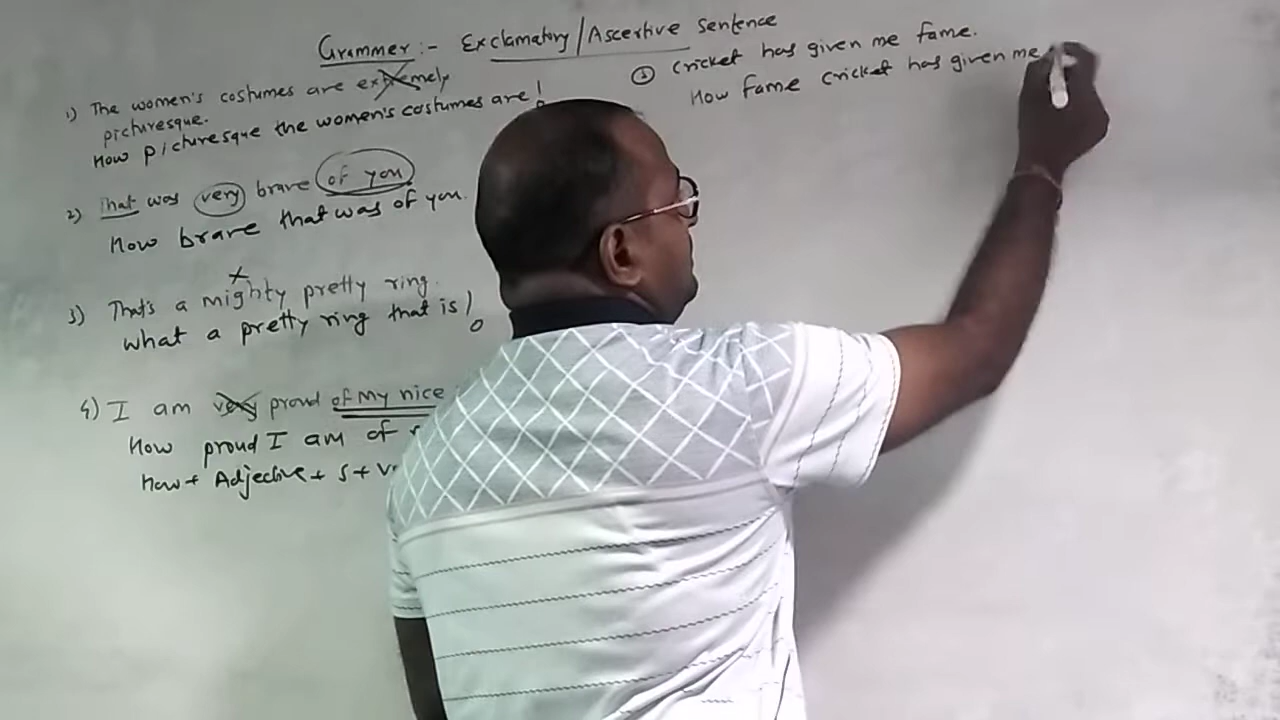 Grammer :- Exclamatory / Ascertive Sentence
1) The women's costumes are extremely
picturesque.
How picturesque the women's costumes are!
2) That was very brave of you.
How brave that was of you.
3) That's a mighty pretty ring.
what a pretty ring that is!
4) I am very proud of my nice
How proud I am of
How + Adjective + S +
Cricket has given me fame.
How fame cricket has given me